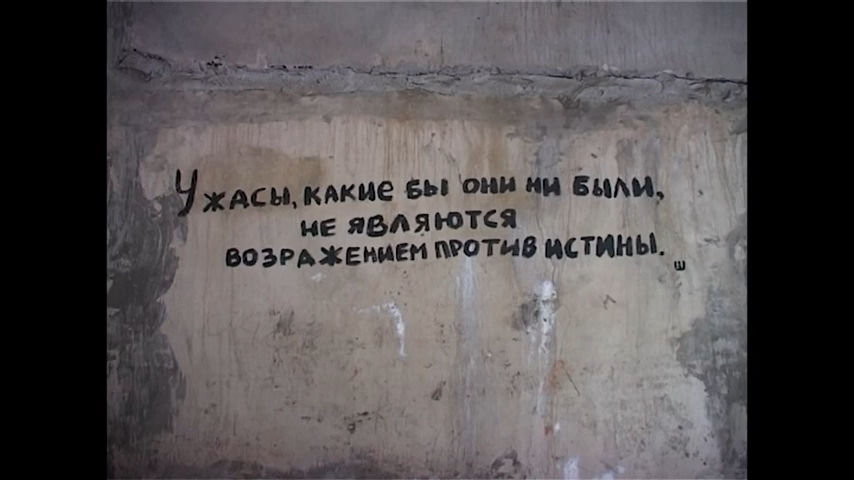 Ужасы, какие бы они ни были,
не являются
возражением против истины.
ш